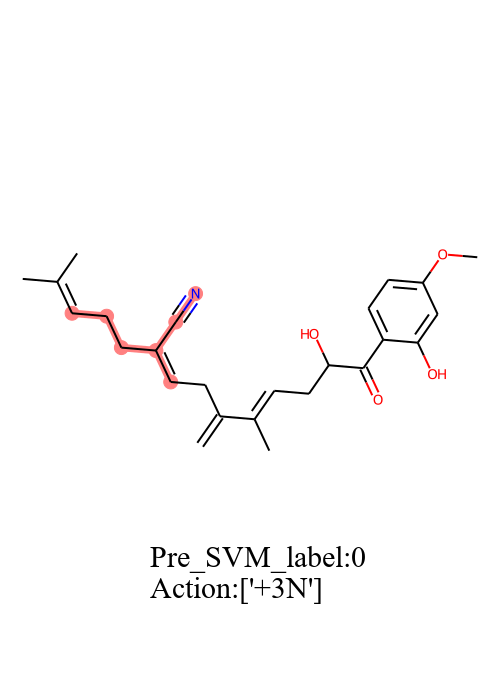 N
O
HO
OH
O
Pre_SVM_label:0
Action:['+3N']